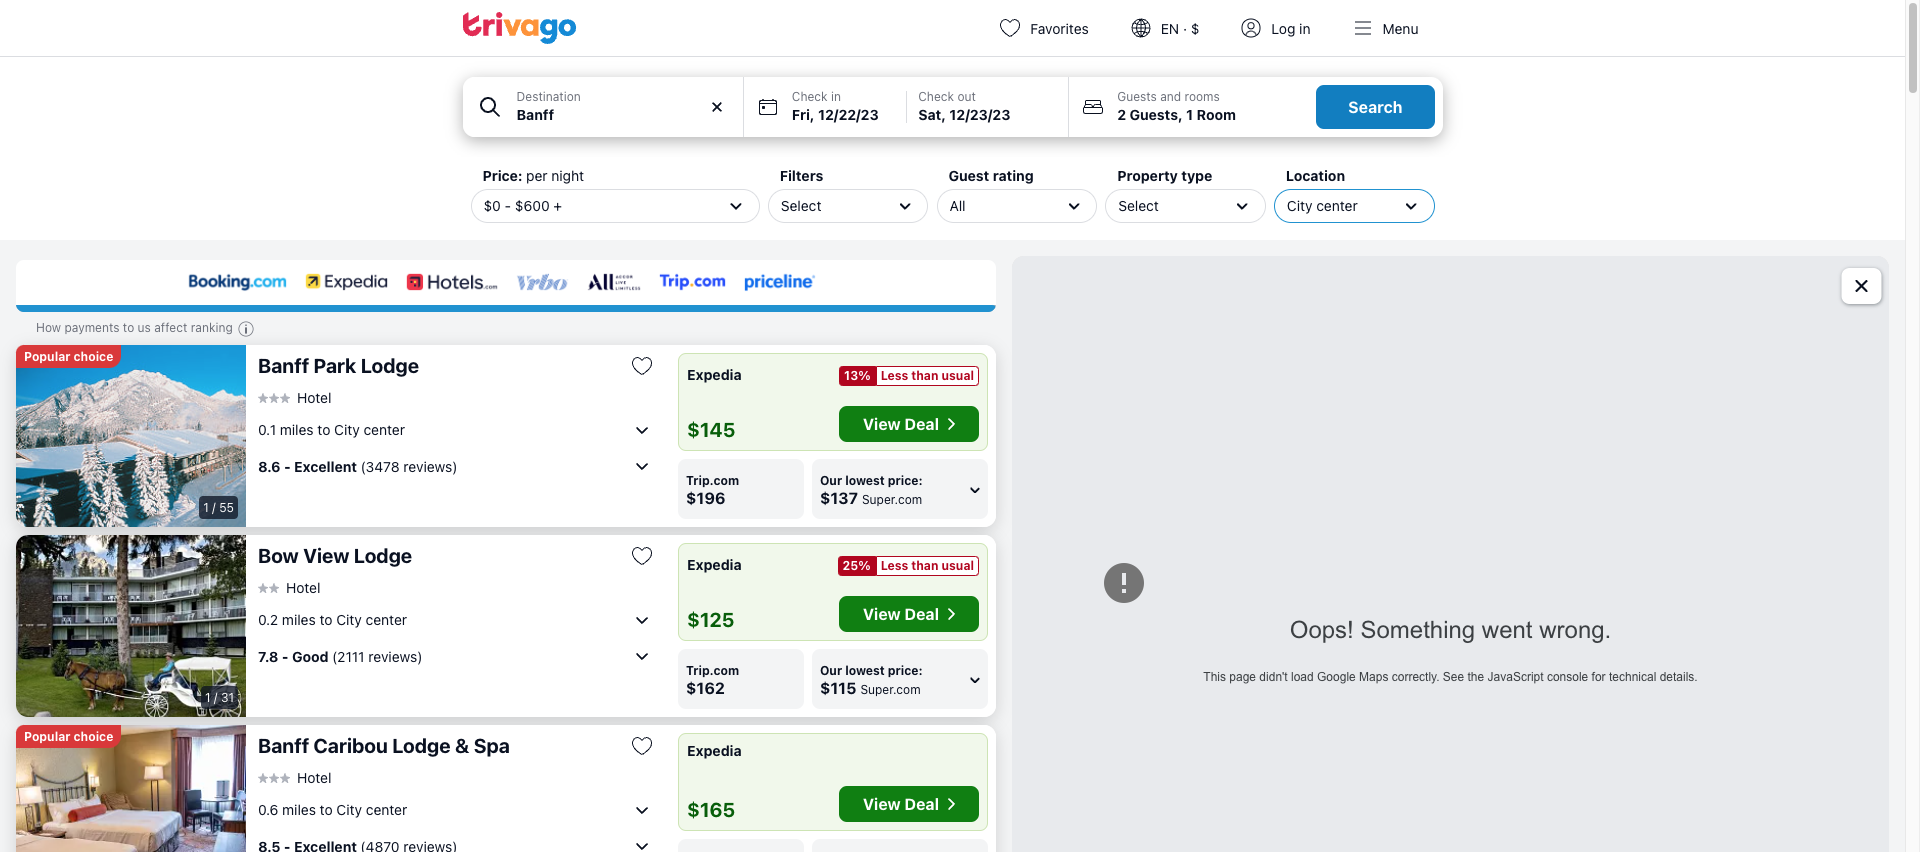 trivago
Favorites
EN · $
Log in
Menu
Destination
Banff
Check in
Fri, 12/22/23
Check out
Sat, 12/23/23
Guests and rooms
2 Guests, 1 Room
Search
Price: per night
$0 - $600 +
Filters
Select
Guest rating
All
Property type
Select
Location
City center
Booking.com
Expedia
Hotels.com
Vrbo
ALL ACCOR LIVE LIMITLESS
Trip.com
priceline
How payments to us affect ranking
Popular choice
1 / 55
Banff Park Lodge
Hotel
0.1 miles to City center
8.6 - Excellent (3478 reviews)
Expedia
13% Less than usual
$145
View Deal
Trip.com
$196
Our lowest price:
$137 Super.com
1 / 31
Bow View Lodge
Hotel
0.2 miles to City center
7.8 - Good (2111 reviews)
Expedia
25% Less than usual
$125
View Deal
Trip.com
$162
Our lowest price:
$115 Super.com
Popular choice
Banff Caribou Lodge & Spa
Hotel
0.6 miles to City center
8.5 - Excellent (4870 reviews)
Expedia
$165
View Deal
Oops! Something went wrong.
This page didn't load Google Maps correctly. See the JavaScript console for technical details.